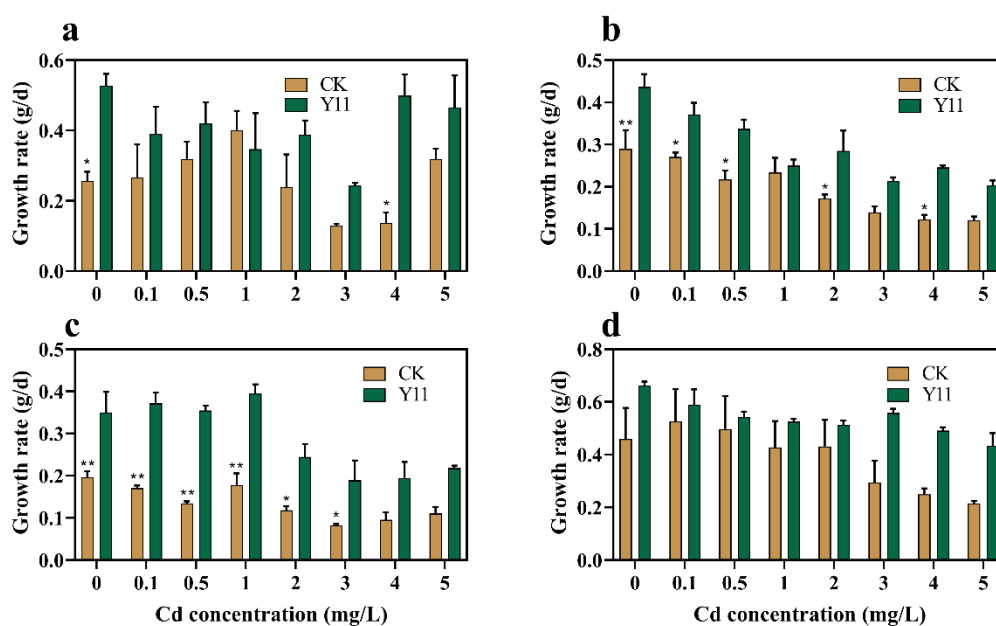 a
Growth rate (g/d)
0.6
0.4
0.2
0.0
CK
Y11
*
*
0 0.1 0.5 1 2 3 4 5
b
Growth rate (g/d)
0.5
0.4
0.3
0.2
0.1
0.0
CK
Y11
**
*
*
*
*
0 0.1 0.5 1 2 3 4 5
c
Growth rate (g/d)
0.5
0.4
0.3
0.2
0.1
0.0
CK
Y11
**
**
**
**
*
*
0 0.1 0.5 1 2 3 4 5
Cd concentration (mg/L)
d
Growth rate (g/d)
0.8
0.6
0.4
0.2
0.0
CK
Y11
0 0.1 0.5 1 2 3 4 5
Cd concentration (mg/L)